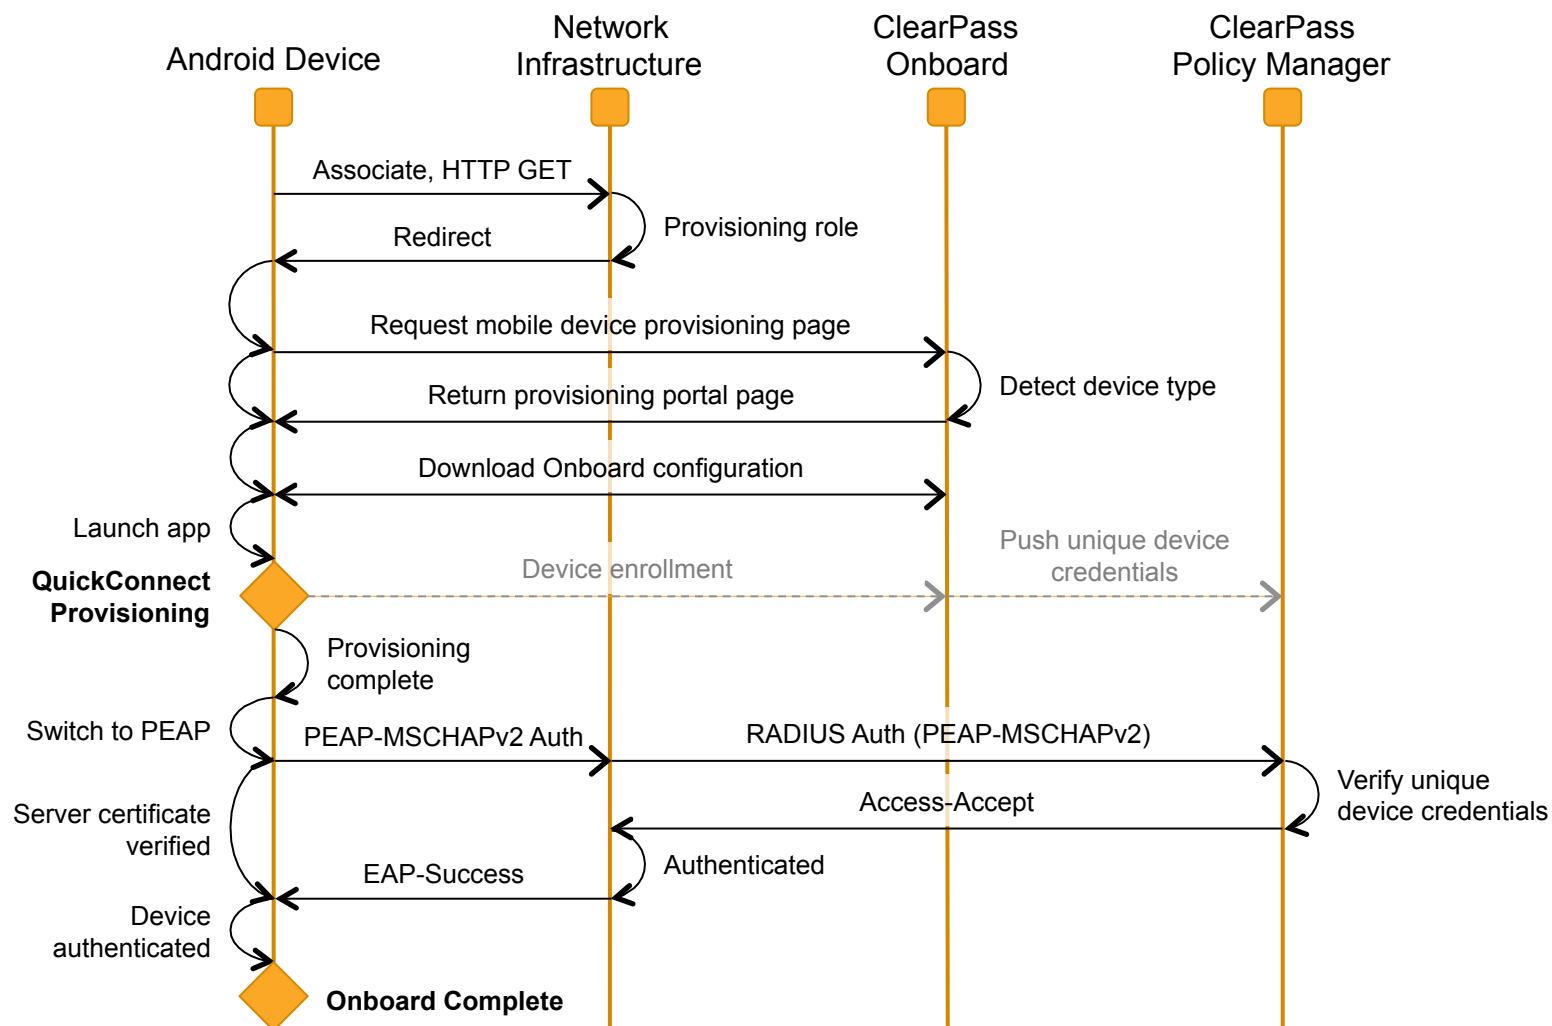 Android Device
Network
Infrastructure
ClearPass
Onboard
ClearPass
Policy Manager
Associate, HTTP GET
Provisioning role
Redirect
Request mobile device provisioning page
Detect device type
Return provisioning portal page
Download Onboard configuration
Launch app
QuickConnect
Provisioning
Device enrollment
Push unique device
credentials
Provisioning
complete
Switch to PEAP
PEAP-MSCHAPv2 Auth
RADIUS Auth (PEAP-MSCHAPv2)
Verify unique
device credentials
Access-Accept
Server certificate
verified
Authenticated
EAP-Success
Device
authenticated
Onboard Complete